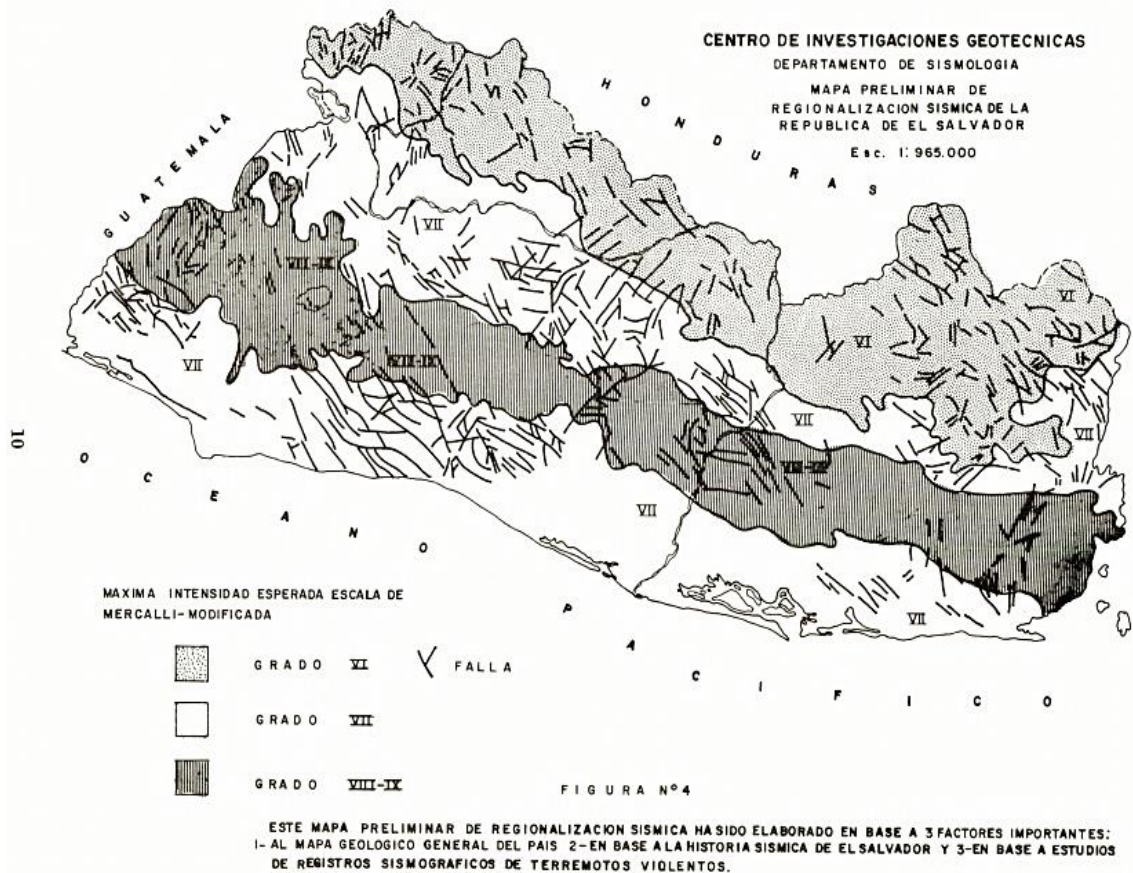 CENTRO DE INVESTIGACIONES GEOTECNICAS
DEPARTAMENTO DE SISMOLOGIA
MAPA PRELIMINAR DE
REGIONALIZACION SISMICA DE LA
REPUBLICA DE EL SALVADOR
Esc. 1: 965.000
HONDURAS
GUATEMALA
VI
VII
VIII-IX
VI
VII
VIII-IX
VI
VII
VII
VIII-IX
VII
VII
10
OCEANO PACIFICO
MAXIMA INTENSIDAD ESPERADA ESCALA DE
MERCALLI-MODIFICADA
GRADO VI FALLA
GRADO VII
GRADO VIII-IX
FIGURA Nº4
ESTE MAPA PRELIMINAR DE REGIONALIZACION SISMICA HA SIDO ELABORADO EN BASE A 3 FACTORES IMPORTANTES:
1- AL MAPA GEOLOGICO GENERAL DEL PAIS 2-EN BASE A LA HISTORIA SISMICA DE EL SALVADOR Y 3-EN BASE A ESTUDIOS
DE REGISTROS SISMOGRAFICOS DE TERREMOTOS VIOLENTOS.